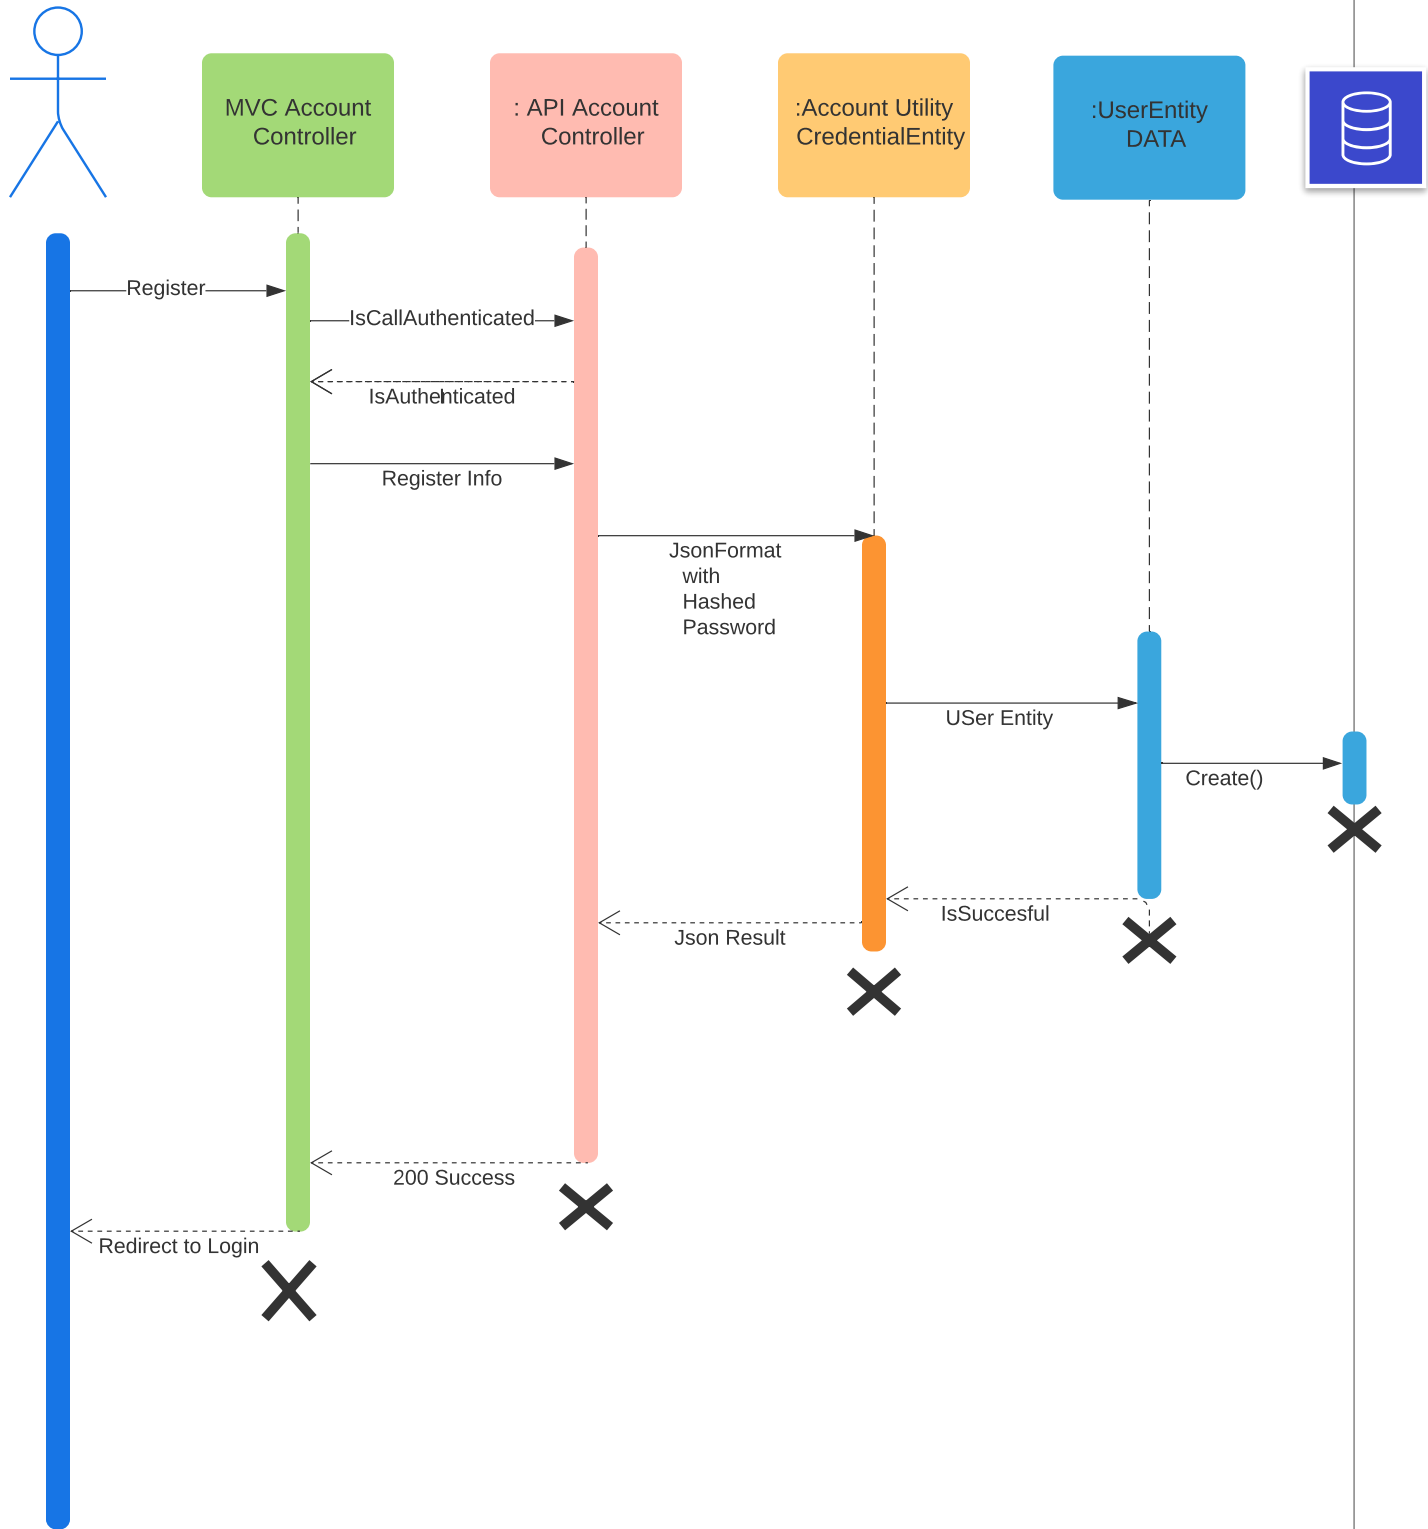 MVC Account
Controller
: API Account
Controller
:Account Utility
CredentialEntity
:UserEntity
DATA
Register
IsCallAuthenticated
IsAuthenticated
Register Info
JsonFormat
with
Hashed
Password
USer Entity
Create()
IsSuccesful
Json Result
200 Success
Redirect to Login